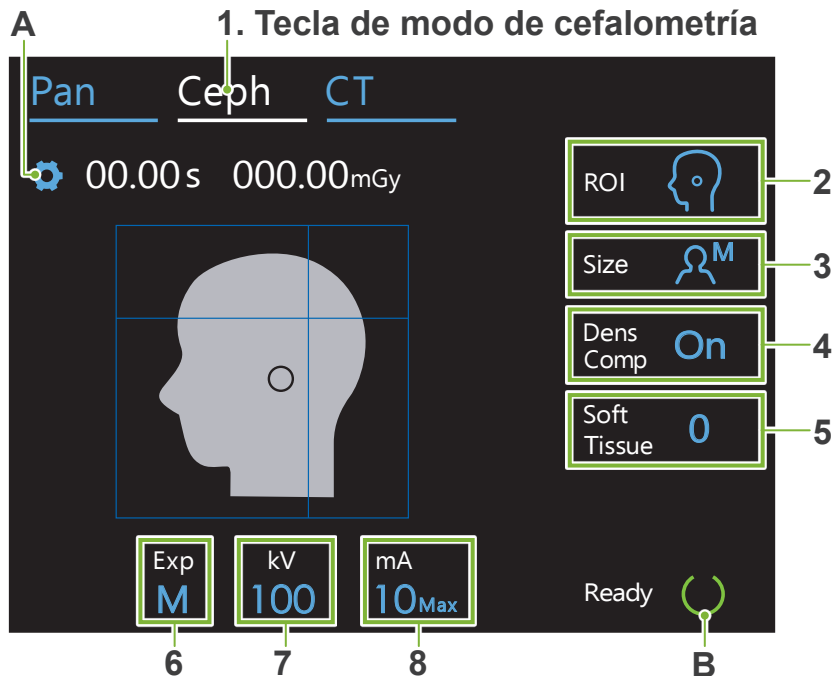 A
1. Tecla de modo de cefalometría
Pan
Ceph
CT
00.00 s 000.00mGy
ROI
2
Size
M
3
Dens
Comp
On
4
Soft
Tissue
0
5
Exp
M
kV
100
mA
10Max
Ready
6
7
8
B